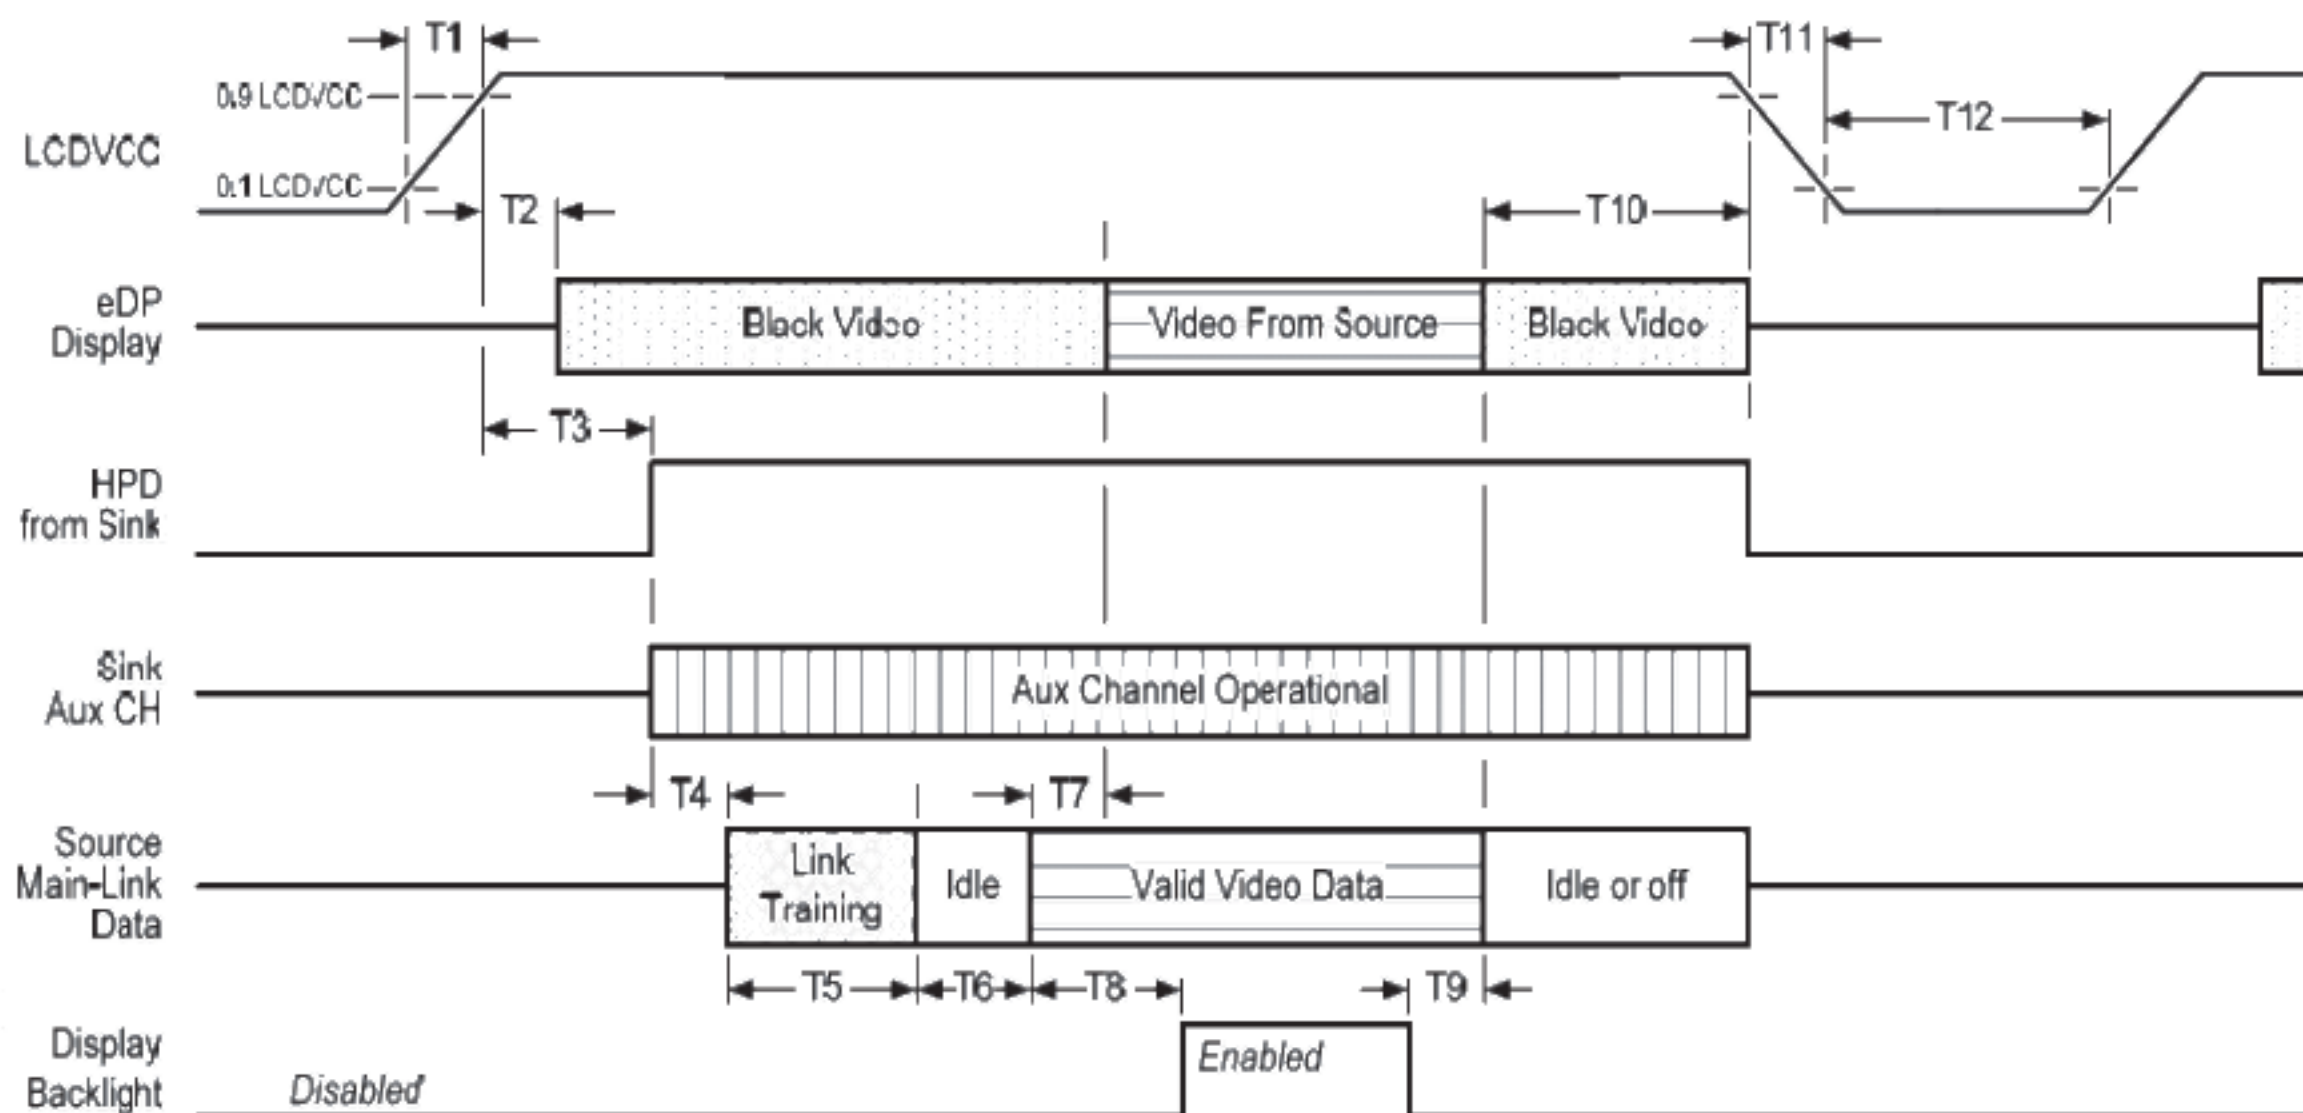 T1
T11
0.9 LCDVCC
T12
LCDVCC
0.1 LCDVCC
T2
T10
eDP
Display
Black Video
Video From Source
Black Video
T3
HPD
from Sink
Sink
Aux CH
Aux Channel Operational
T4
T7
Source
Main-Link
Data
Link
Training
Idle
Valid Video Data
Idle or off
T5
T6
T8
T9
Display
Backlight
Disabled
Enabled